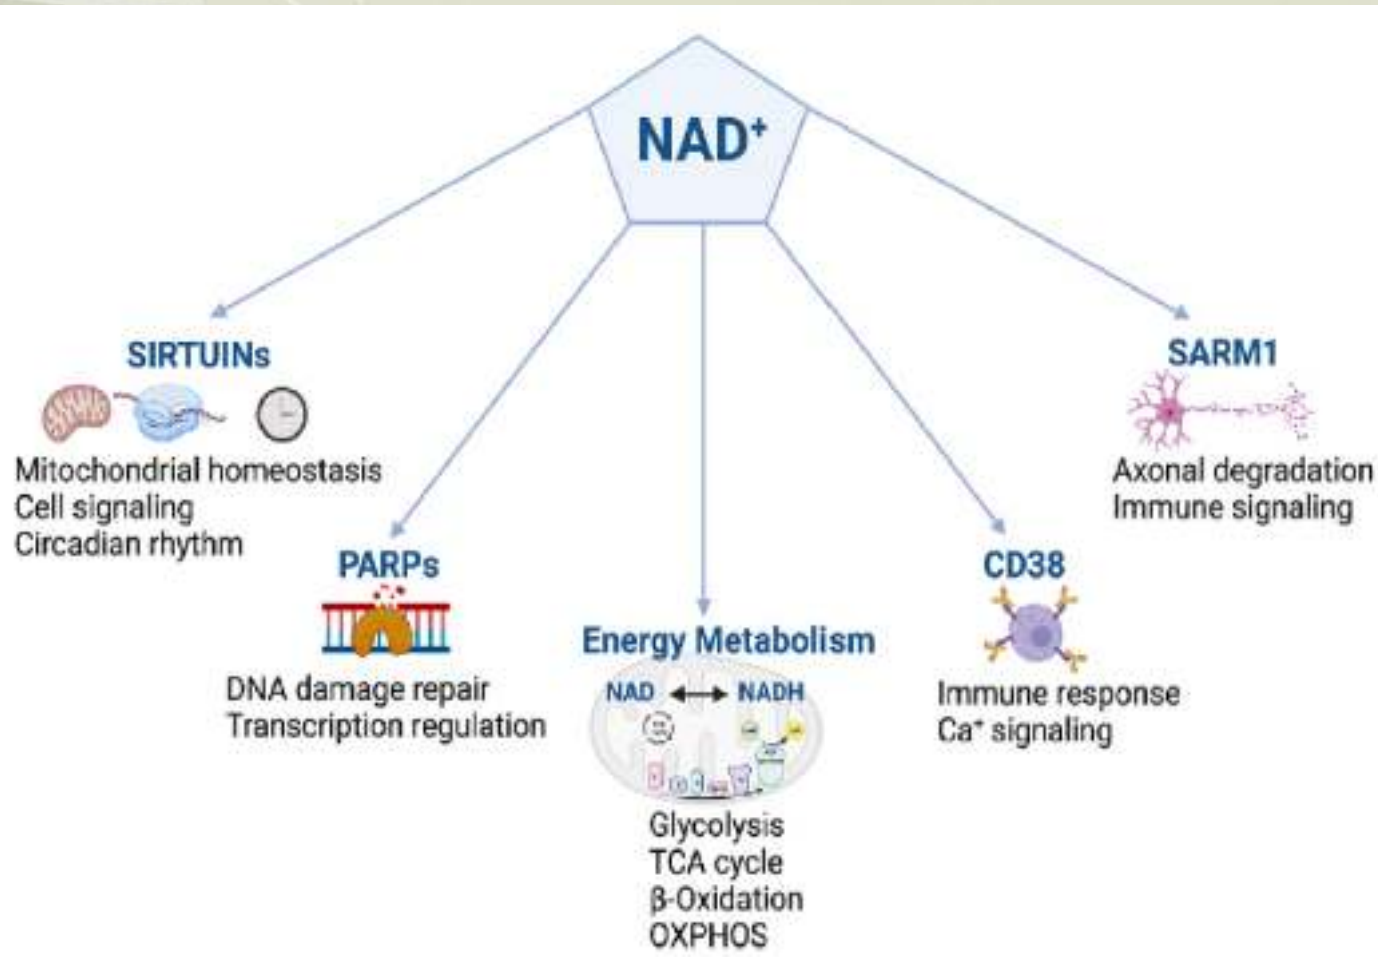 NAD⁺
SIRTUINs
Mitochondrial homeostasis
Cell signaling
Circadian rhythm
PARPs
DNA damage repair
Transcription regulation
Energy Metabolism
NAD NADH
Glycolysis
TCA cycle
β-Oxidation
OXPHOS
CD38
Immune response
Ca⁺ signaling
SARM1
Axonal degradation
Immune signaling